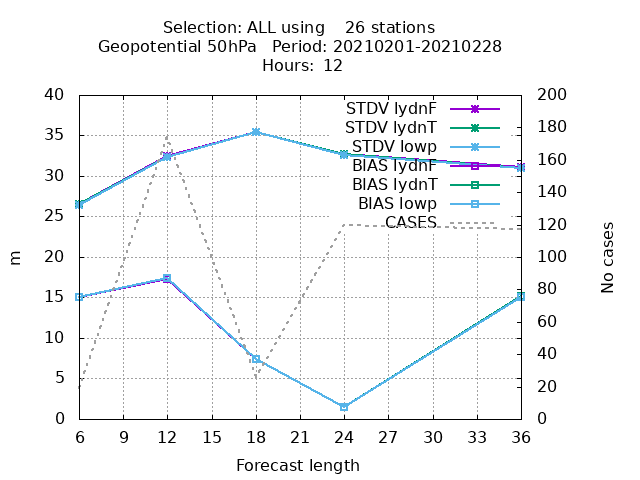 Selection: ALL using 26 stations
Geopotential 50hPa Period: 20210201-20210228
Hours: 12
40 200
35 180
30 160
25 140
20 120
15 100
10 80
5 60
0 40
20
0
STDV lydnF
STDV lydnT
STDV lowp
BIAS lydnF
BIAS lydnT
BIAS lowp
CASES
m
No cases
6 9 12 15 18 21 24 27 30 33 36
Forecast length